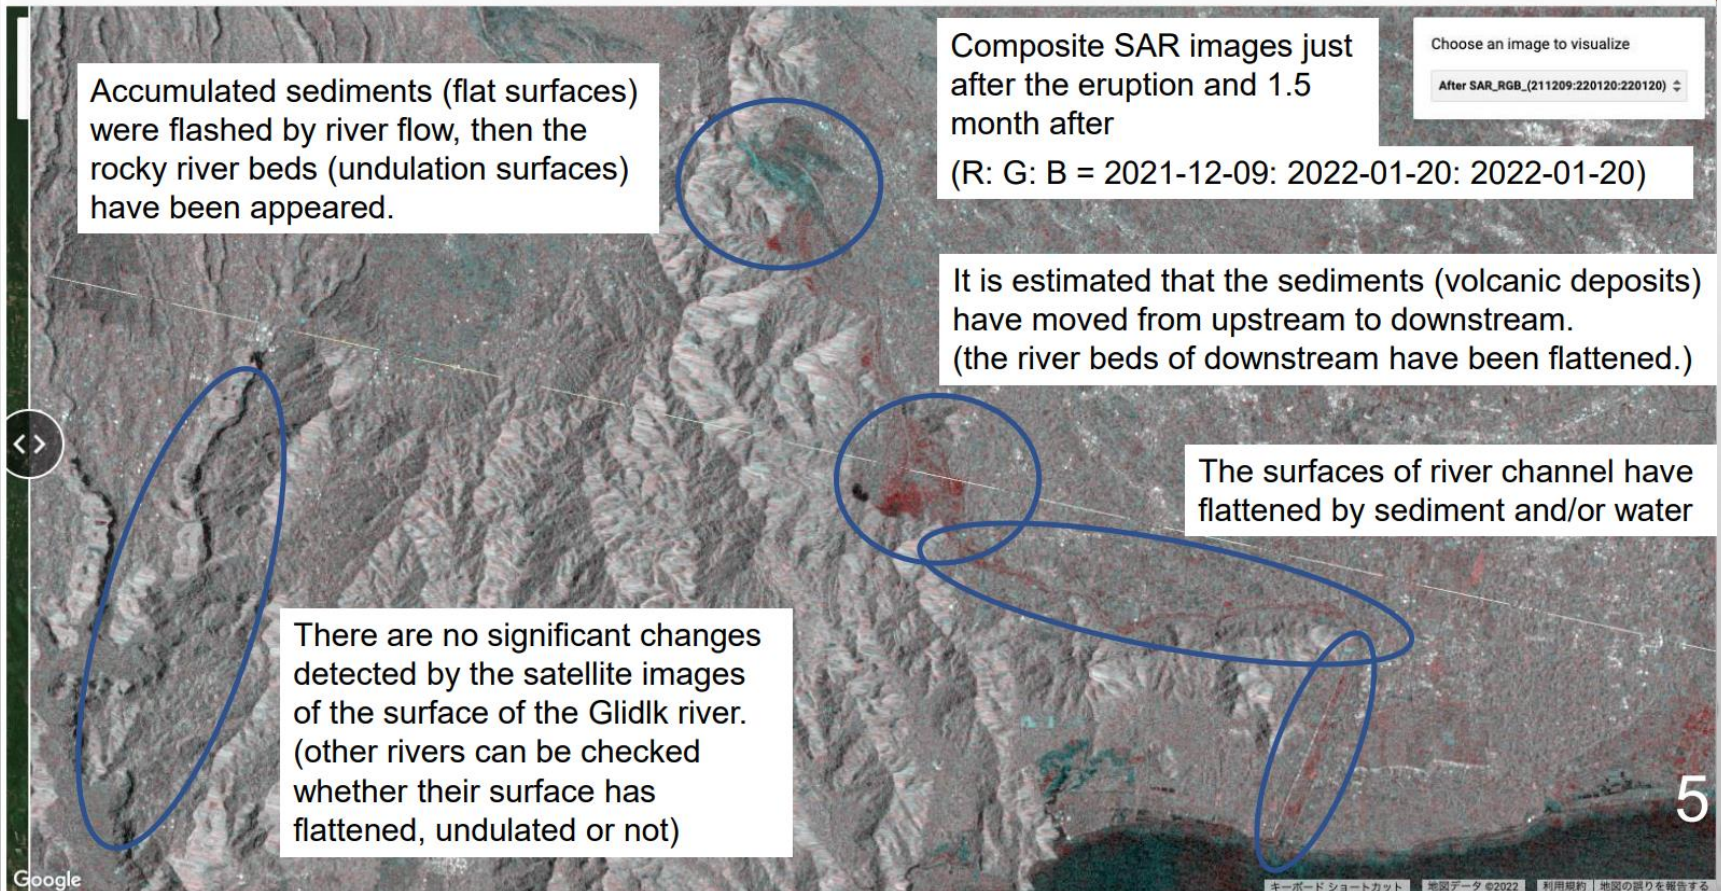 Accumulated sediments (flat surfaces)
were flashed by river flow, then the
rocky river beds (undulation surfaces)
have been appeared.
Composite SAR images just
after the eruption and 1.5
month after
(R: G: B = 2021-12-09: 2022-01-20: 2022-01-20)
Choose an image to visualize
After SAR_RGB_(211209:220120:220120)
It is estimated that the sediments (volcanic deposits)
have moved from upstream to downstream.
(the river beds of downstream have been flattened.)
The surfaces of river channel have
flattened by sediment and/or water
There are no significant changes
detected by the satellite images
of the surface of the Glidlk river.
(other rivers can be checked
whether their surface has
flattened, undulated or not)
5
Google
キーボード ショートカット
地図データ ©2022
利用規約
地図の誤りを報告する